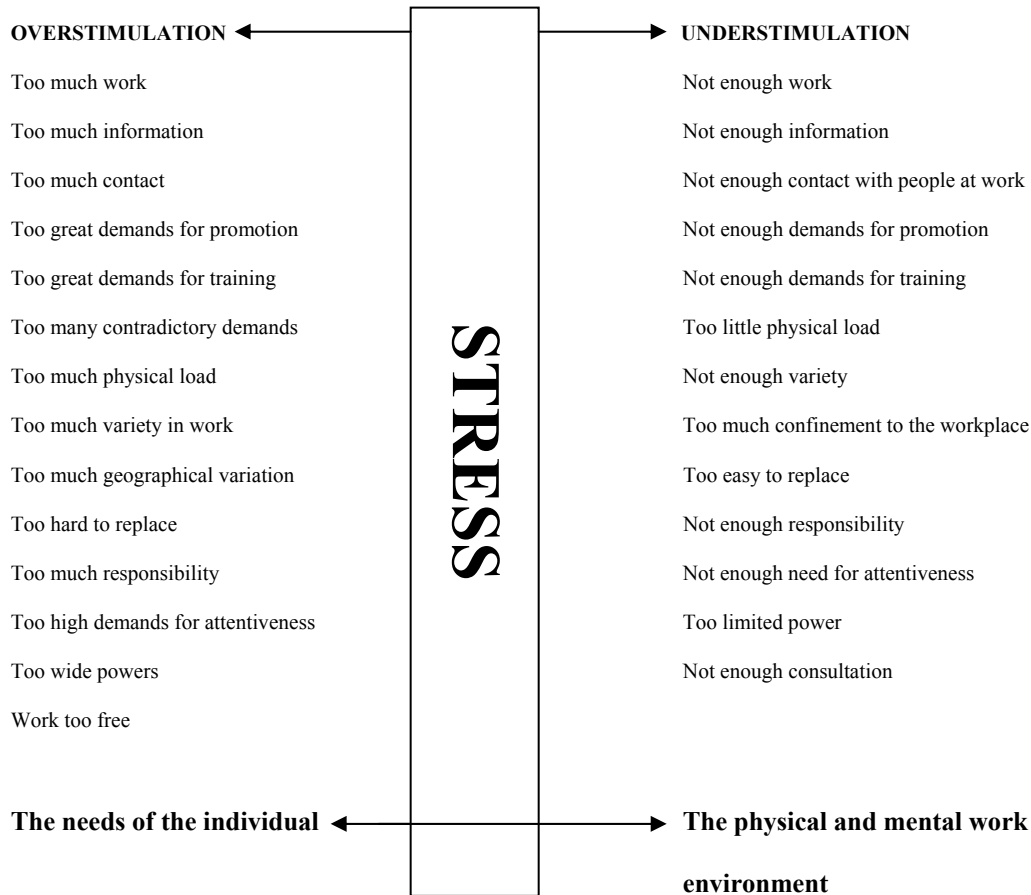 OVERSTIMULATION
Too much work
Too much information
Too much contact
Too great demands for promotion
Too great demands for training
Too many contradictory demands
Too much physical load
Too much variety in work
Too much geographical variation
Too hard to replace
Too much responsibility
Too high demands for attentiveness
Too wide powers
Work too free
The needs of the individual
STRESS
UNDERSTIMULATION
Not enough work
Not enough information
Not enough contact with people at work
Not enough demands for promotion
Not enough demands for training
Too little physical load
Not enough variety
Too much confinement to the workplace
Too easy to replace
Not enough responsibility
Not enough need for attentiveness
Too limited power
Not enough consultation
The physical and mental work
environment